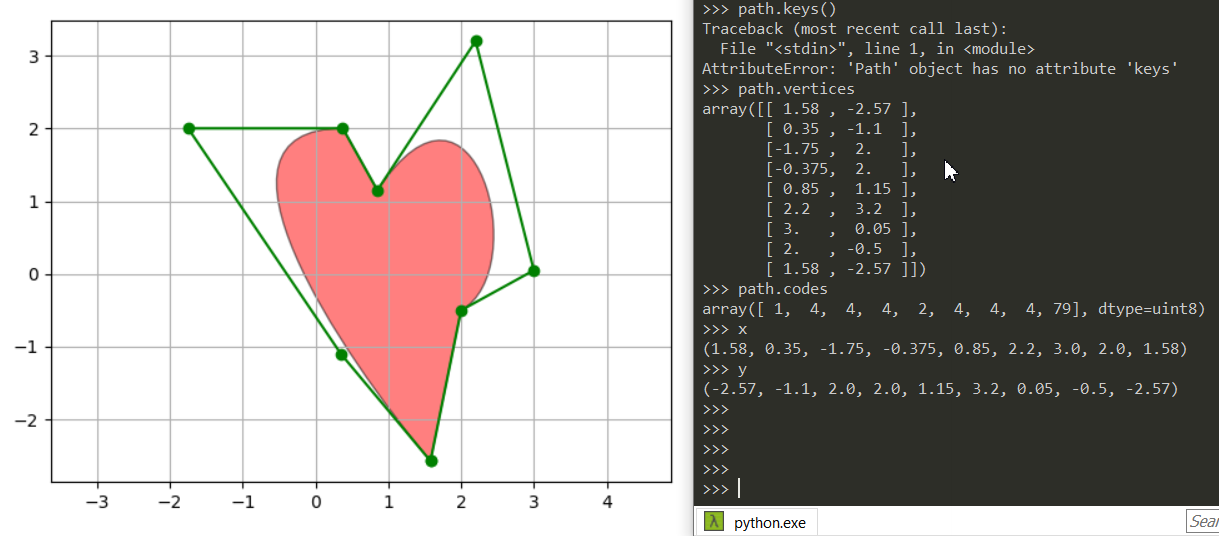 3
2
1
0
−1
−2
−3 −2 −1 0 1 2 3 4
>>> path.keys()
Traceback (most recent call last):
  File "<stdin>", line 1, in <module>
AttributeError: 'Path' object has no attribute 'keys'
>>> path.vertices
array([[ 1.58 , -2.57 ],
       [ 0.35 , -1.1  ],
       [-1.75 ,  2.   ],
       [-0.375,  2.   ],
       [ 0.85 ,  1.15 ],
       [ 2.2  ,  3.2  ],
       [ 3.   ,  0.05 ],
       [ 2.   , -0.5  ],
       [ 1.58 , -2.57 ]])
>>> path.codes
array([ 1,  4,  4,  4,  2,  4,  4,  4, 79], dtype=uint8)
>>> x
(1.58, 0.35, -1.75, -0.375, 0.85, 2.2, 3.0, 2.0, 1.58)
>>> y
(-2.57, -1.1, 2.0, 2.0, 1.15, 3.2, 0.05, -0.5, -2.57)
>>>
>>>
>>>
>>>
>>>
λ python.exe